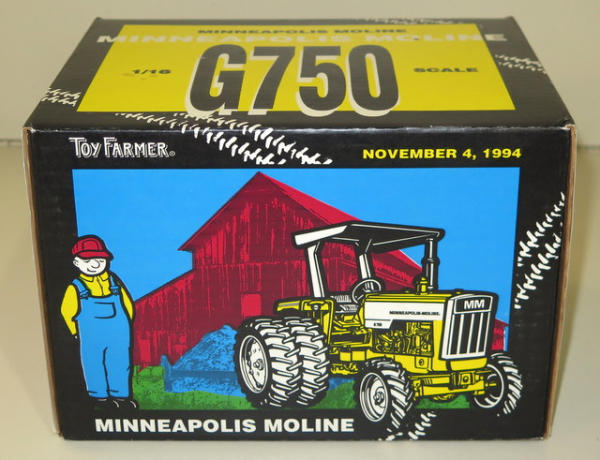 MINNEAPOLIS MOLINE
MINNEAPOLIS MOLINE
1/16 G750 SCALE
TOY FARMER®
NOVEMBER 4, 1994
MINNEAPOLIS-MOLINE
MM
MINNEAPOLIS MOLINE